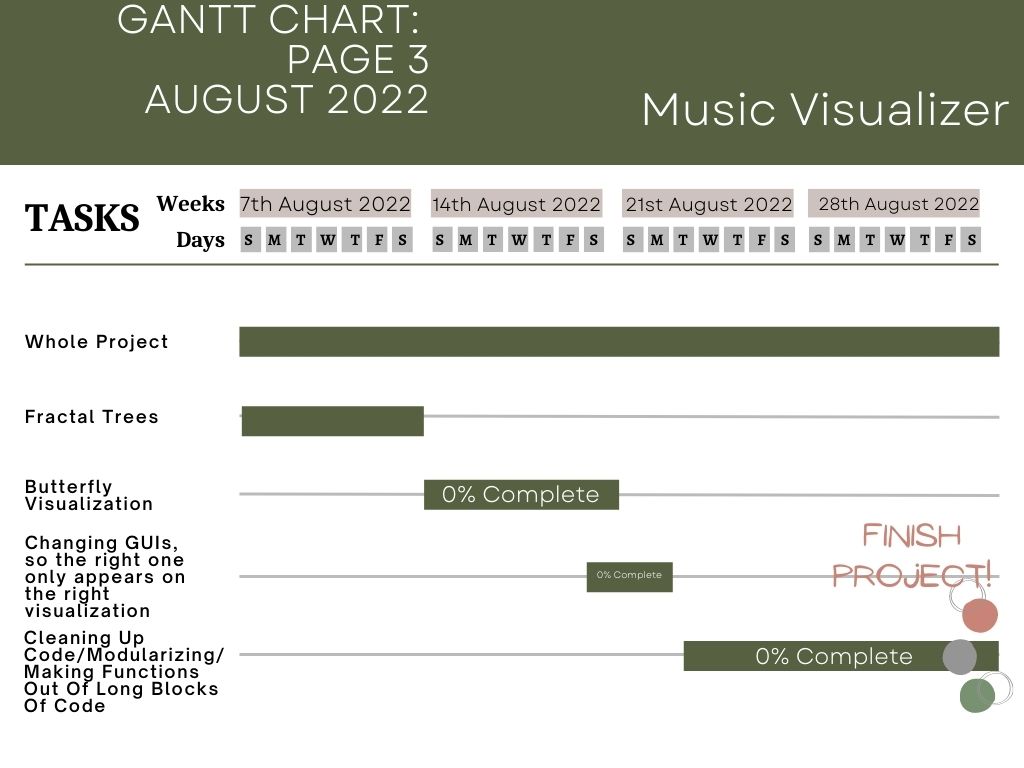 GANTT CHART:
PAGE 3
AUGUST 2022
Music Visualizer
TASKS
Weeks 7th August 2022 14th August 2022 21st August 2022 28th August 2022
Days S M T W T F S S M T W T F S S M T W T F S S M T W T F S
Whole Project
Fractal Trees
Butterfly
Visualization
0% Complete
Changing GUIs,
so the right one
only appears on
the right
visualization
0% Complete
FINISH
PROJECT!
Cleaning Up
Code/Modularizing/
Making Functions
Out Of Long Blocks
Of Code
0% Complete